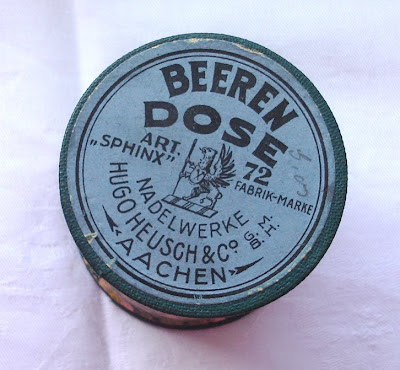 BEEREN
DOSE
ART. 72
„SPHINX"
FABRIK-MARKE
NADELWERKE
HUGO HEUSCH & Co. G.M.B.H.
AACHEN